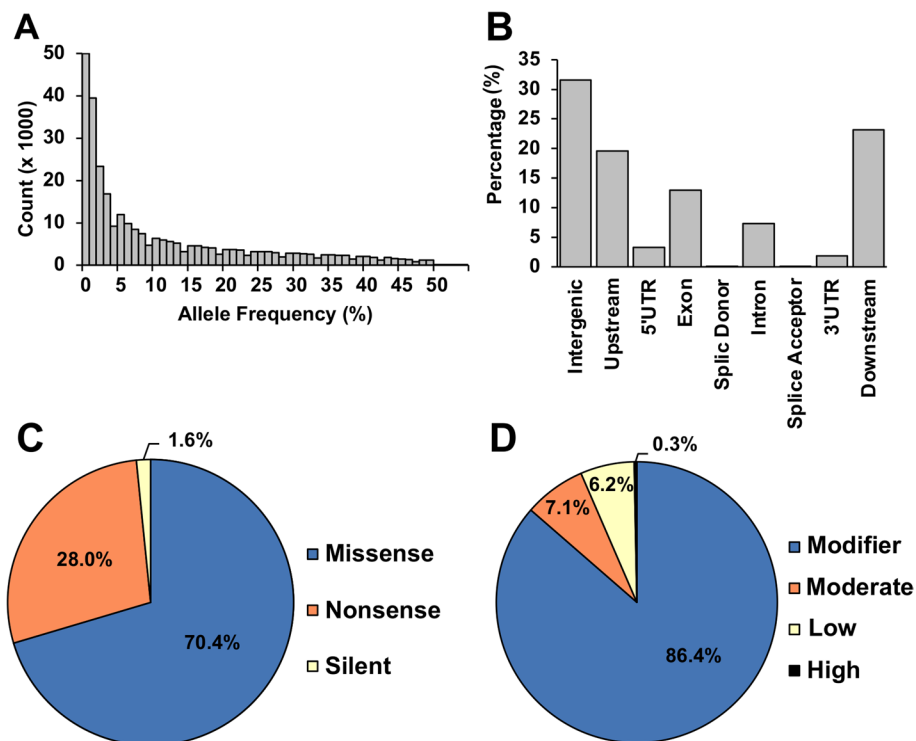 A
50
40
30
20
10
0
Count (x 1000)
0 5 10 15 20 25 30 35 40 45 50
Allele Frequency (%)
B
35
30
25
20
15
10
5
0
Percentage (%)
Intergenic
Upstream
5'UTR
Exon
Splic Donor
Intron
Splice Acceptor
3'UTR
Downstream
C
1.6%
28.0%
70.4%
Missense
Nonsense
Silent
D
0.3%
6.2%
7.1%
86.4%
Modifier
Moderate
Low
High